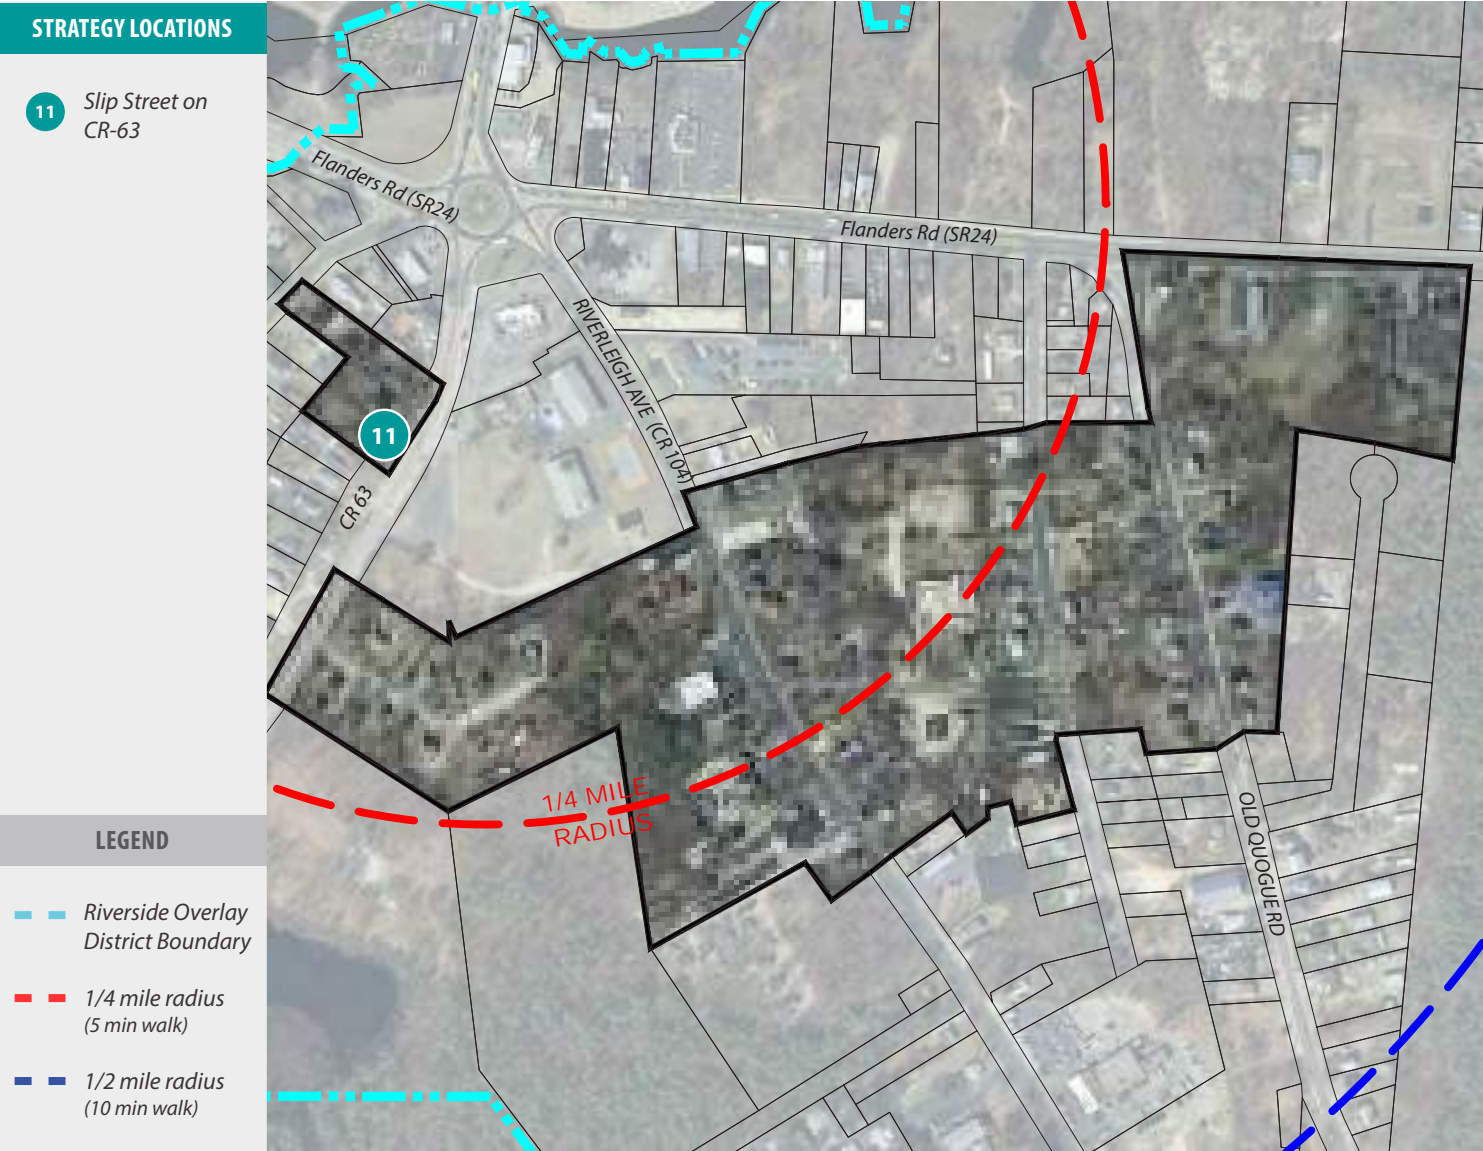 STRATEGY LOCATIONS
11
Slip Street on
CR-63
Flanders Rd (SR24)
Flanders Rd (SR24)
RIVERLEIGH AVE (CR 104)
11
CR 63
1/4 MILE
RADIUS
OLD QUOGUE RD
LEGEND
Riverside Overlay
District Boundary
1/4 mile radius
(5 min walk)
1/2 mile radius
(10 min walk)